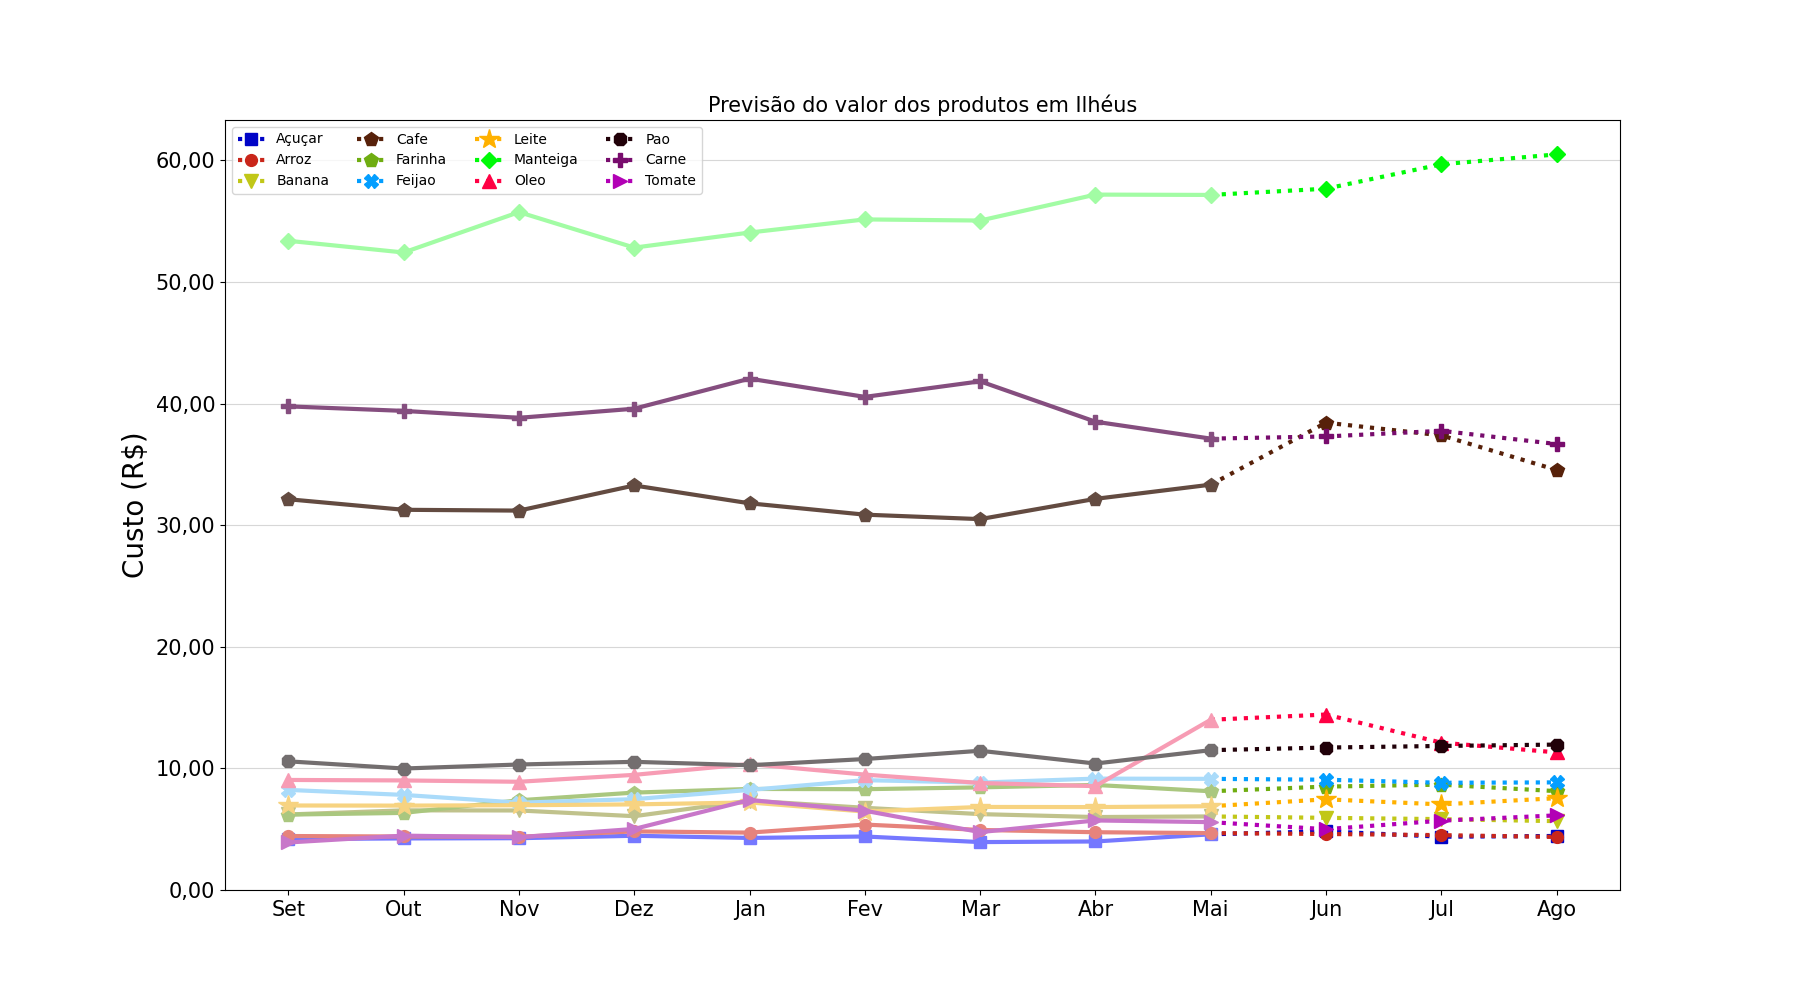 Previsão do valor dos produtos em Ilhéus
Açuçar Cafe Leite Pao
Arroz Farinha Manteiga Carne
Banana Feijao Oleo Tomate
60,00
50,00
40,00
30,00
20,00
10,00
0,00
Custo (R$)
Set Out Nov Dez Jan Fev Mar Abr Mai Jun Jul Ago